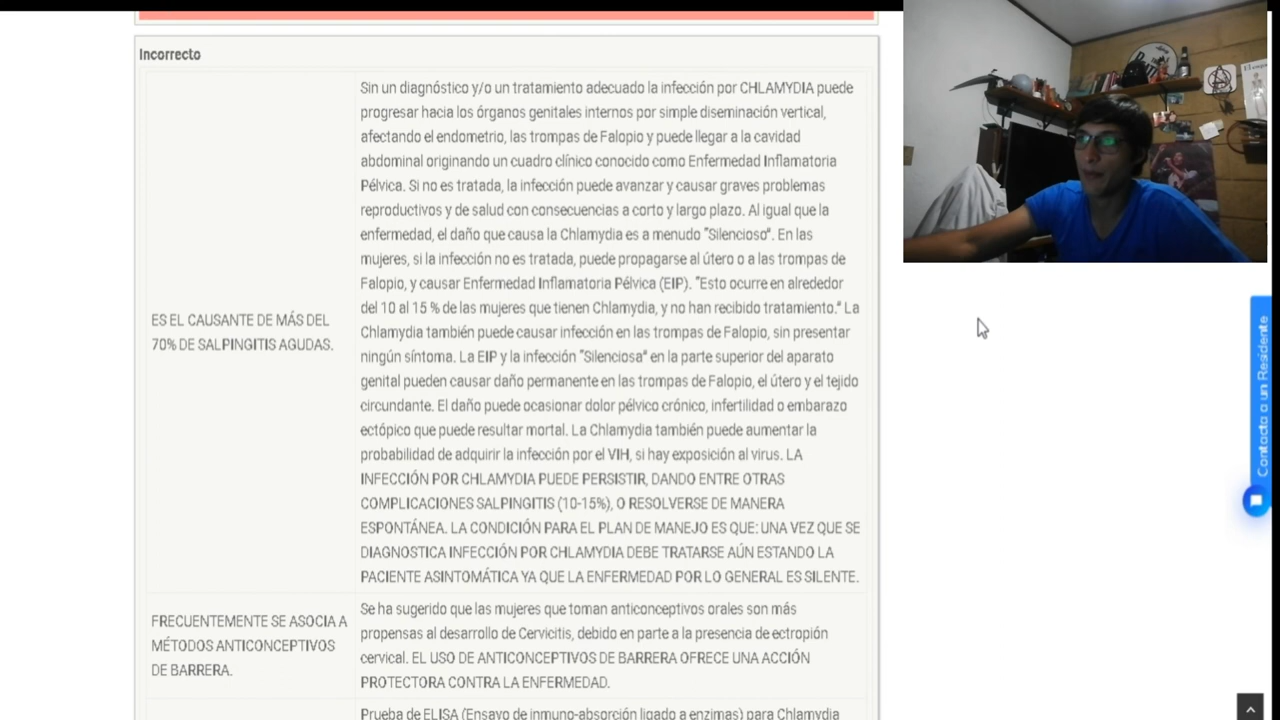 Incorrecto
ES EL CAUSANTE DE MÁS DEL
70% DE SALPINGITIS AGUDAS.
Sin un diagnóstico y/o un tratamiento adecuado la infección por CHLAMYDIA puede
progresar hacia los órganos genitales internos por simple diseminación vertical,
afectando el endometrio, las trompas de Falopio y puede llegar a la cavidad
abdominal originando un cuadro clínico conocido como Enfermedad Inflamatoria
Pélvica. Si no es tratada, la infección puede avanzar y causar graves problemas
reproductivos y de salud con consecuencias a corto y largo plazo. Al igual que la
enfermedad, el daño que causa la Chlamydia es a menudo "Silencioso". En las
mujeres, si la infección no es tratada, puede propagarse al útero o a las trompas de
Falopio, y causar Enfermedad Inflamatoria Pélvica (EIP). "Esto ocurre en alrededor
del 10 al 15 % de las mujeres que tienen Chlamydia, y no han recibido tratamiento." La
Chlamydia también puede causar infección en las trompas de Falopio, sin presentar
ningún síntoma. La EIP y la infección "Silenciosa" en la parte superior del aparato
genital pueden causar daño permanente en las trompas de Falopio, el útero y el tejido
circundante. El daño puede ocasionar dolor pélvico crónico, infertilidad o embarazo
ectópico que puede resultar mortal. La Chlamydia también puede aumentar la
probabilidad de adquirir la infección por el VIH, si hay exposición al virus. LA
INFECCIÓN POR CHLAMYDIA PUEDE PERSISTIR, DANDO ENTRE OTRAS
COMPLICACIONES SALPINGITIS (10-15%), O RESOLVERSE DE MANERA
ESPONTÁNEA. LA CONDICIÓN PARA EL PLAN DE MANEJO ES QUE: UNA VEZ QUE SE
DIAGNOSTICA INFECCIÓN POR CHLAMYDIA DEBE TRATARSE AÚN ESTANDO LA
PACIENTE ASINTOMÁTICA YA QUE LA ENFERMEDAD POR LO GENERAL ES SILENTE.
FRECUENTEMENTE SE ASOCIA A
MÉTODOS ANTICONCEPTIVOS
DE BARRERA.
Se ha sugerido que las mujeres que toman anticonceptivos orales son más
propensas al desarrollo de Cervicitis, debido en parte a la presencia de ectropión
cervical. EL USO DE ANTICONCEPTIVOS DE BARRERA OFRECE UNA ACCIÓN
PROTECTORA CONTRA LA ENFERMEDAD.
Prueba de ELISA (Ensayo de inmuno-absorción ligado a enzimas) para Chlamydia
Contacta a un Residente